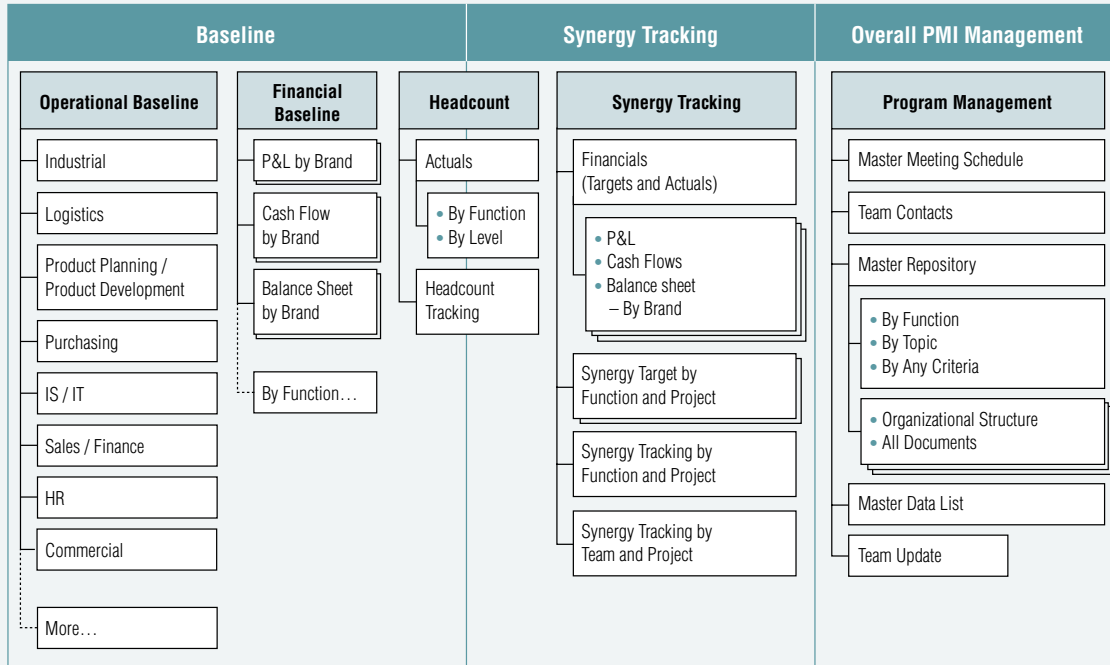 Baseline
Synergy Tracking
Overall PMI Management
Operational Baseline
Industrial
Logistics
Product Planning /
Product Development
Purchasing
IS / IT
Sales / Finance
HR
Commercial
More…
Financial
Baseline
P&L by Brand
Cash Flow
by Brand
Balance Sheet
by Brand
By Function…
Headcount
Actuals
• By Function
• By Level
Headcount
Tracking
Synergy Tracking
Financials
(Targets and Actuals)
• P&L
• Cash Flows
• Balance sheet
– By Brand
Synergy Target by
Function and Project
Synergy Tracking by
Function and Project
Synergy Tracking by
Team and Project
Program Management
Master Meeting Schedule
Team Contacts
Master Repository
• By Function
• By Topic
• By Any Criteria
• Organizational Structure
• All Documents
Master Data List
Team Update